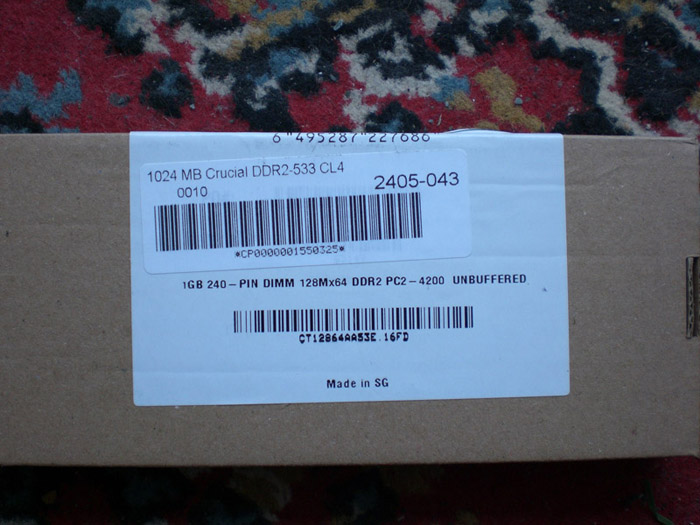 6 "495287"227686"
1024 MB Crucial DDR2-533 CL4
0010
2405-043
*CP0000001550325*
1GB 240-PIN DIMM 128Mx64 DDR2 PC2-4200 UNBUFFERED
CT12864AA53E.16FD
Made in SG